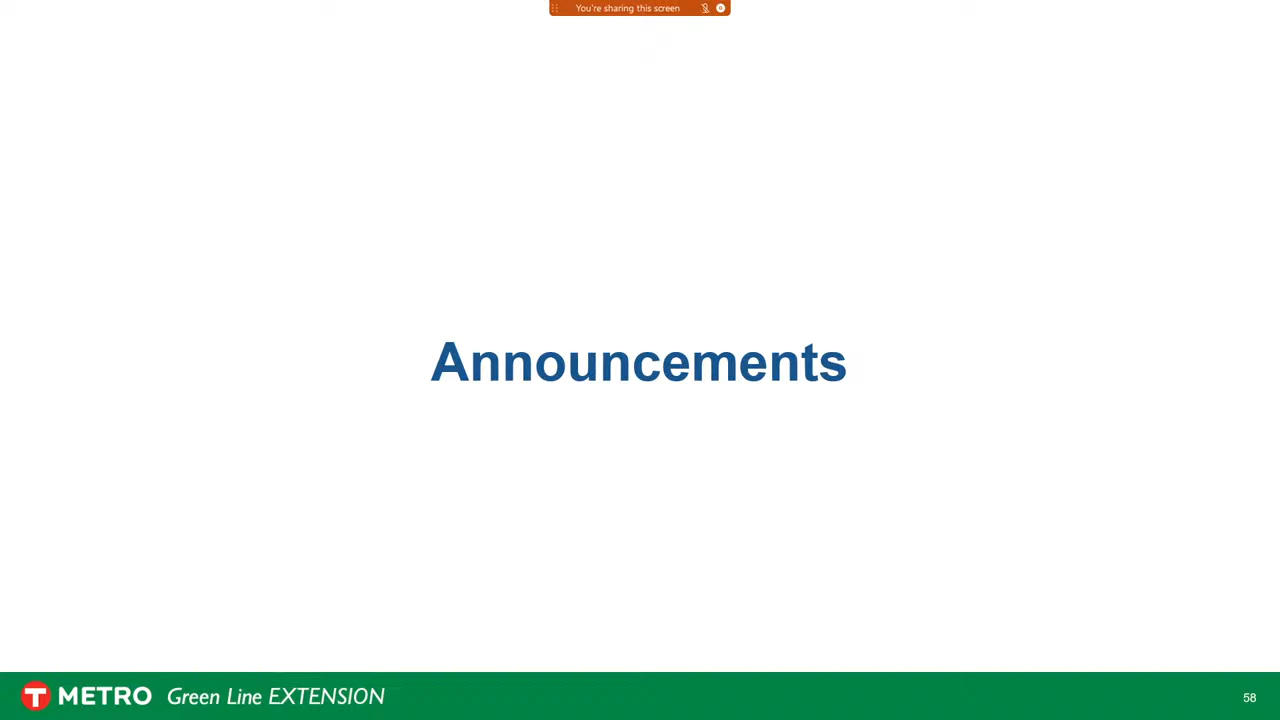 You're sharing this screen
Announcements
T METRO Green Line EXTENSION
58